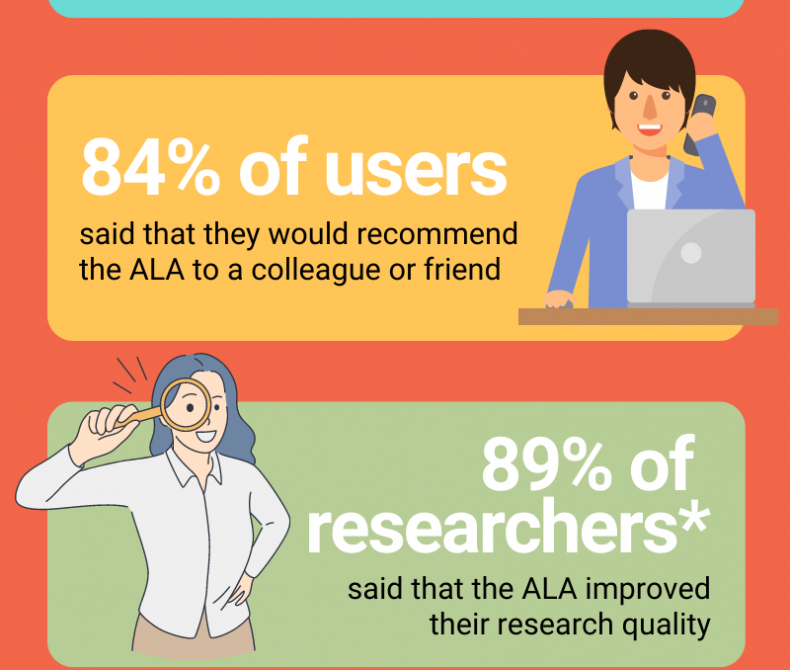 84% of users
said that they would recommend
the ALA to a colleague or friend
89% of
researchers*
said that the ALA improved
their research quality